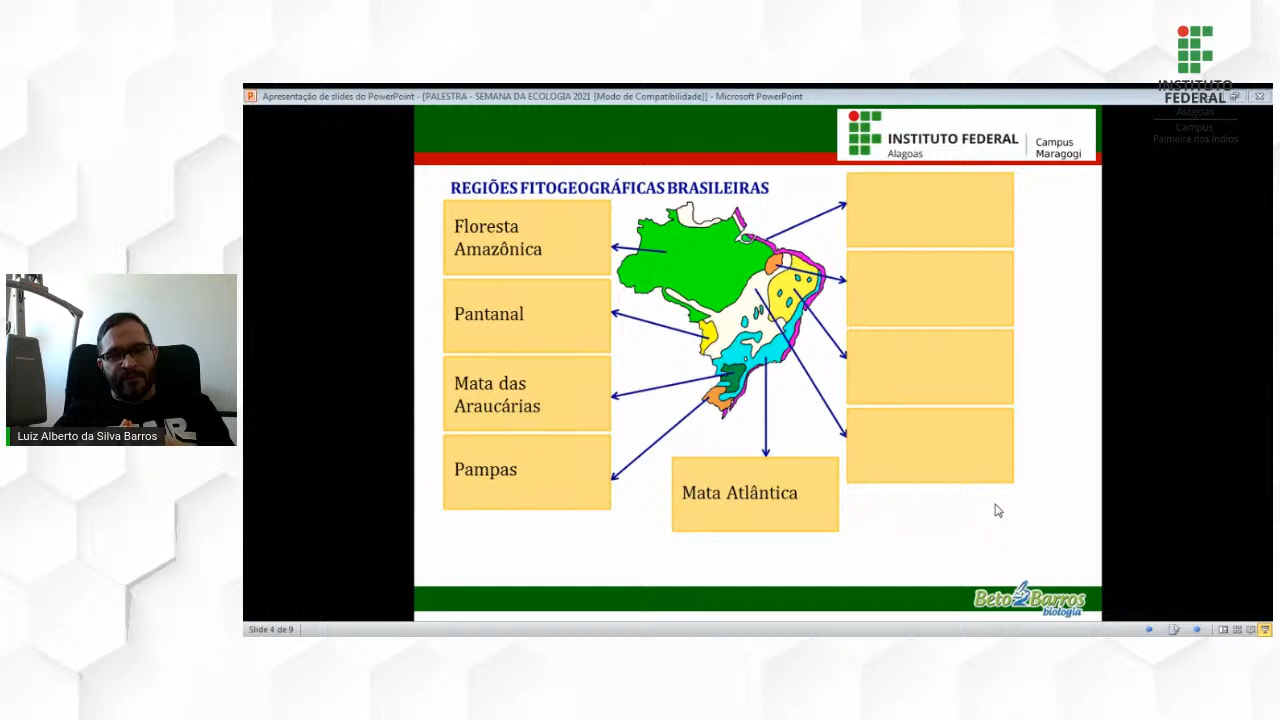 INSTITUTO
FEDERAL
Alagoas
Campus
Palmeira dos Índios
Apresentação de slides do PowerPoint - [PALESTRA - SEMANA DA ECOLOGIA 2021 [Modo de Compatibilidade]] - Microsoft PowerPoint
INSTITUTO FEDERAL
Alagoas
Campus
Maragogi
REGIÕES FITOGEOGRÁFICAS BRASILEIRAS
Floresta
Amazônica
Pantanal
Mata das
Araucárias
Pampas
Mata Atlântica
Luiz Alberto da Silva Barros
Beto Barros
biologia
Slide 4 de 9